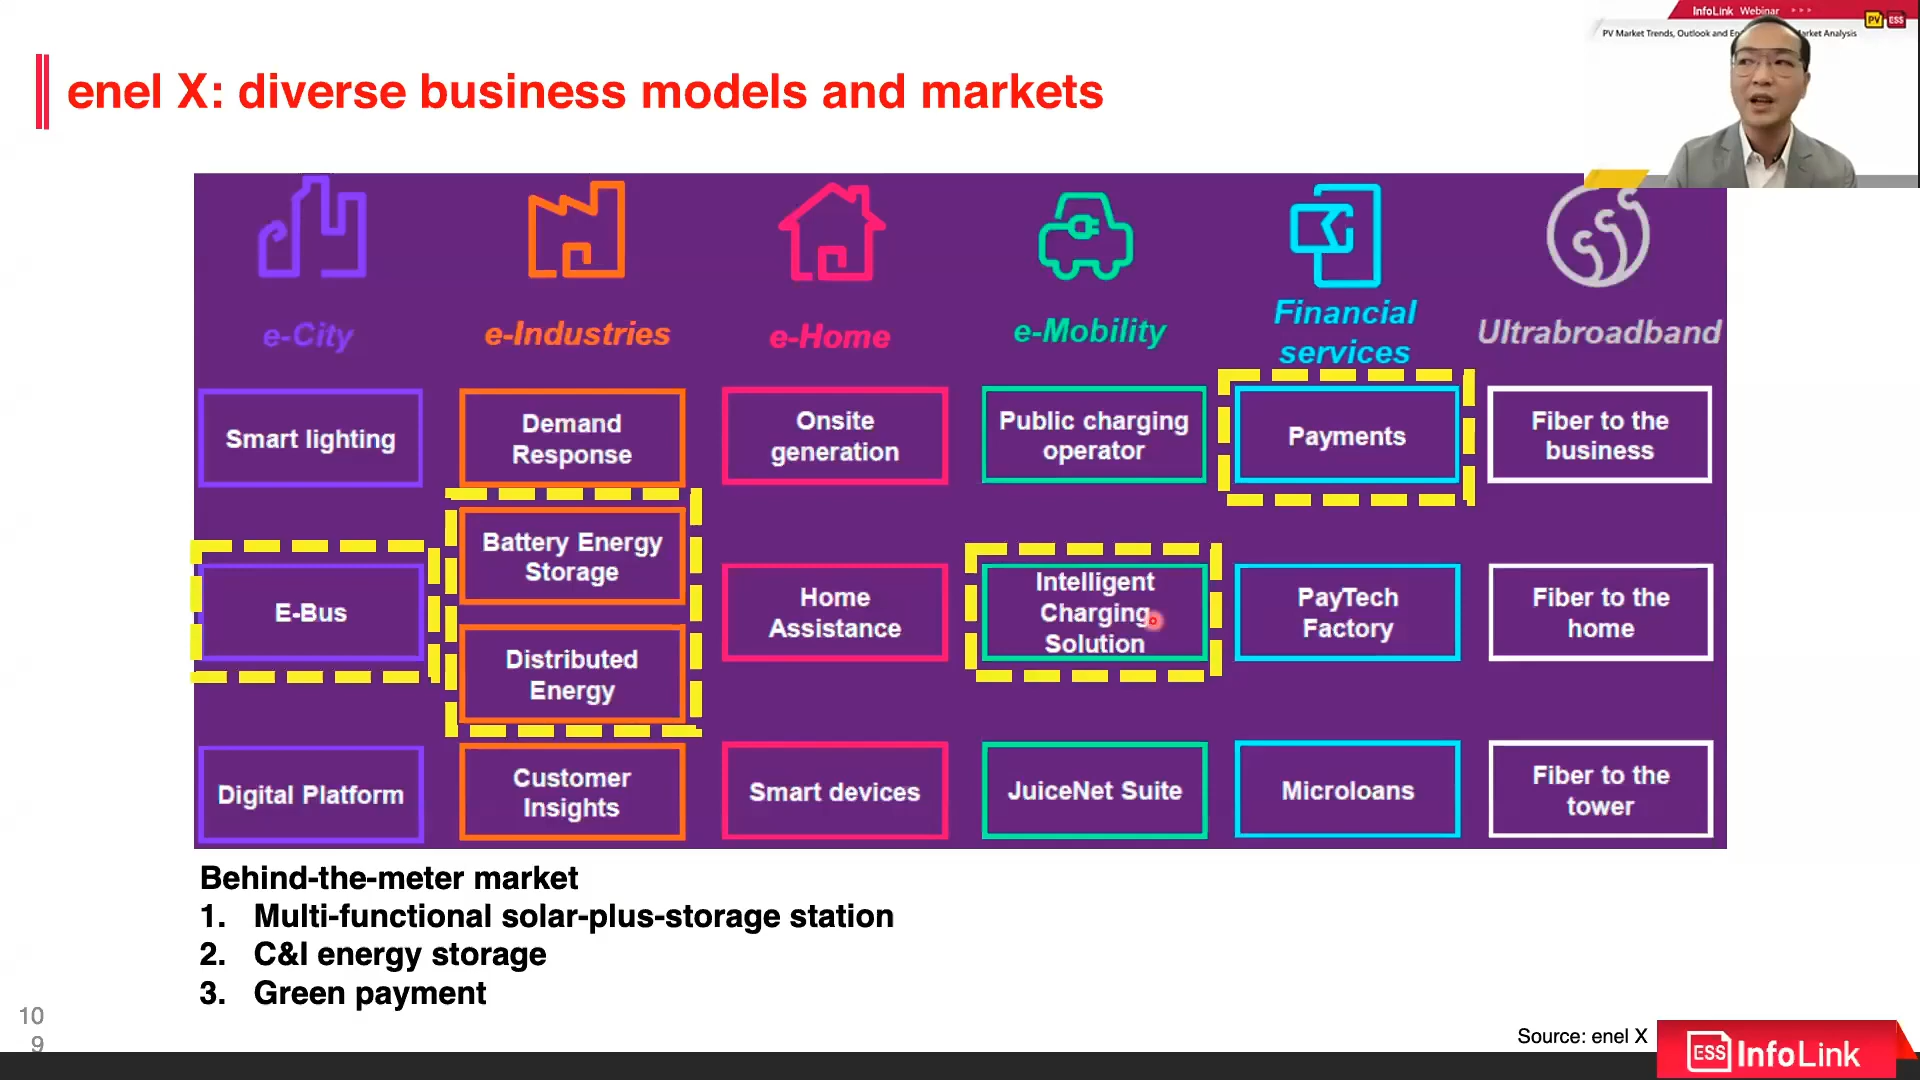 InfoLink Webinar
PV ESS
PV Market Trends, Outlook and En
arket Analysis
enel X: diverse business models and markets
e-City
e-Industries
e-Home
e-Mobility
Financial
services
Ultrabroadband
Smart lighting
Demand
Response
Onsite
generation
Public charging
operator
Payments
Fiber to the
business
E-Bus
Battery Energy
Storage
Distributed
Energy
Home
Assistance
Intelligent
Charging
Solution
PayTech
Factory
Fiber to the
home
Digital Platform
Customer
Insights
Smart devices
JuiceNet Suite
Microloans
Fiber to the
tower
Behind-the-meter market
1. Multi-functional solar-plus-storage station
2. C&I energy storage
3. Green payment
10
9
Source: enel X
ESS InfoLink